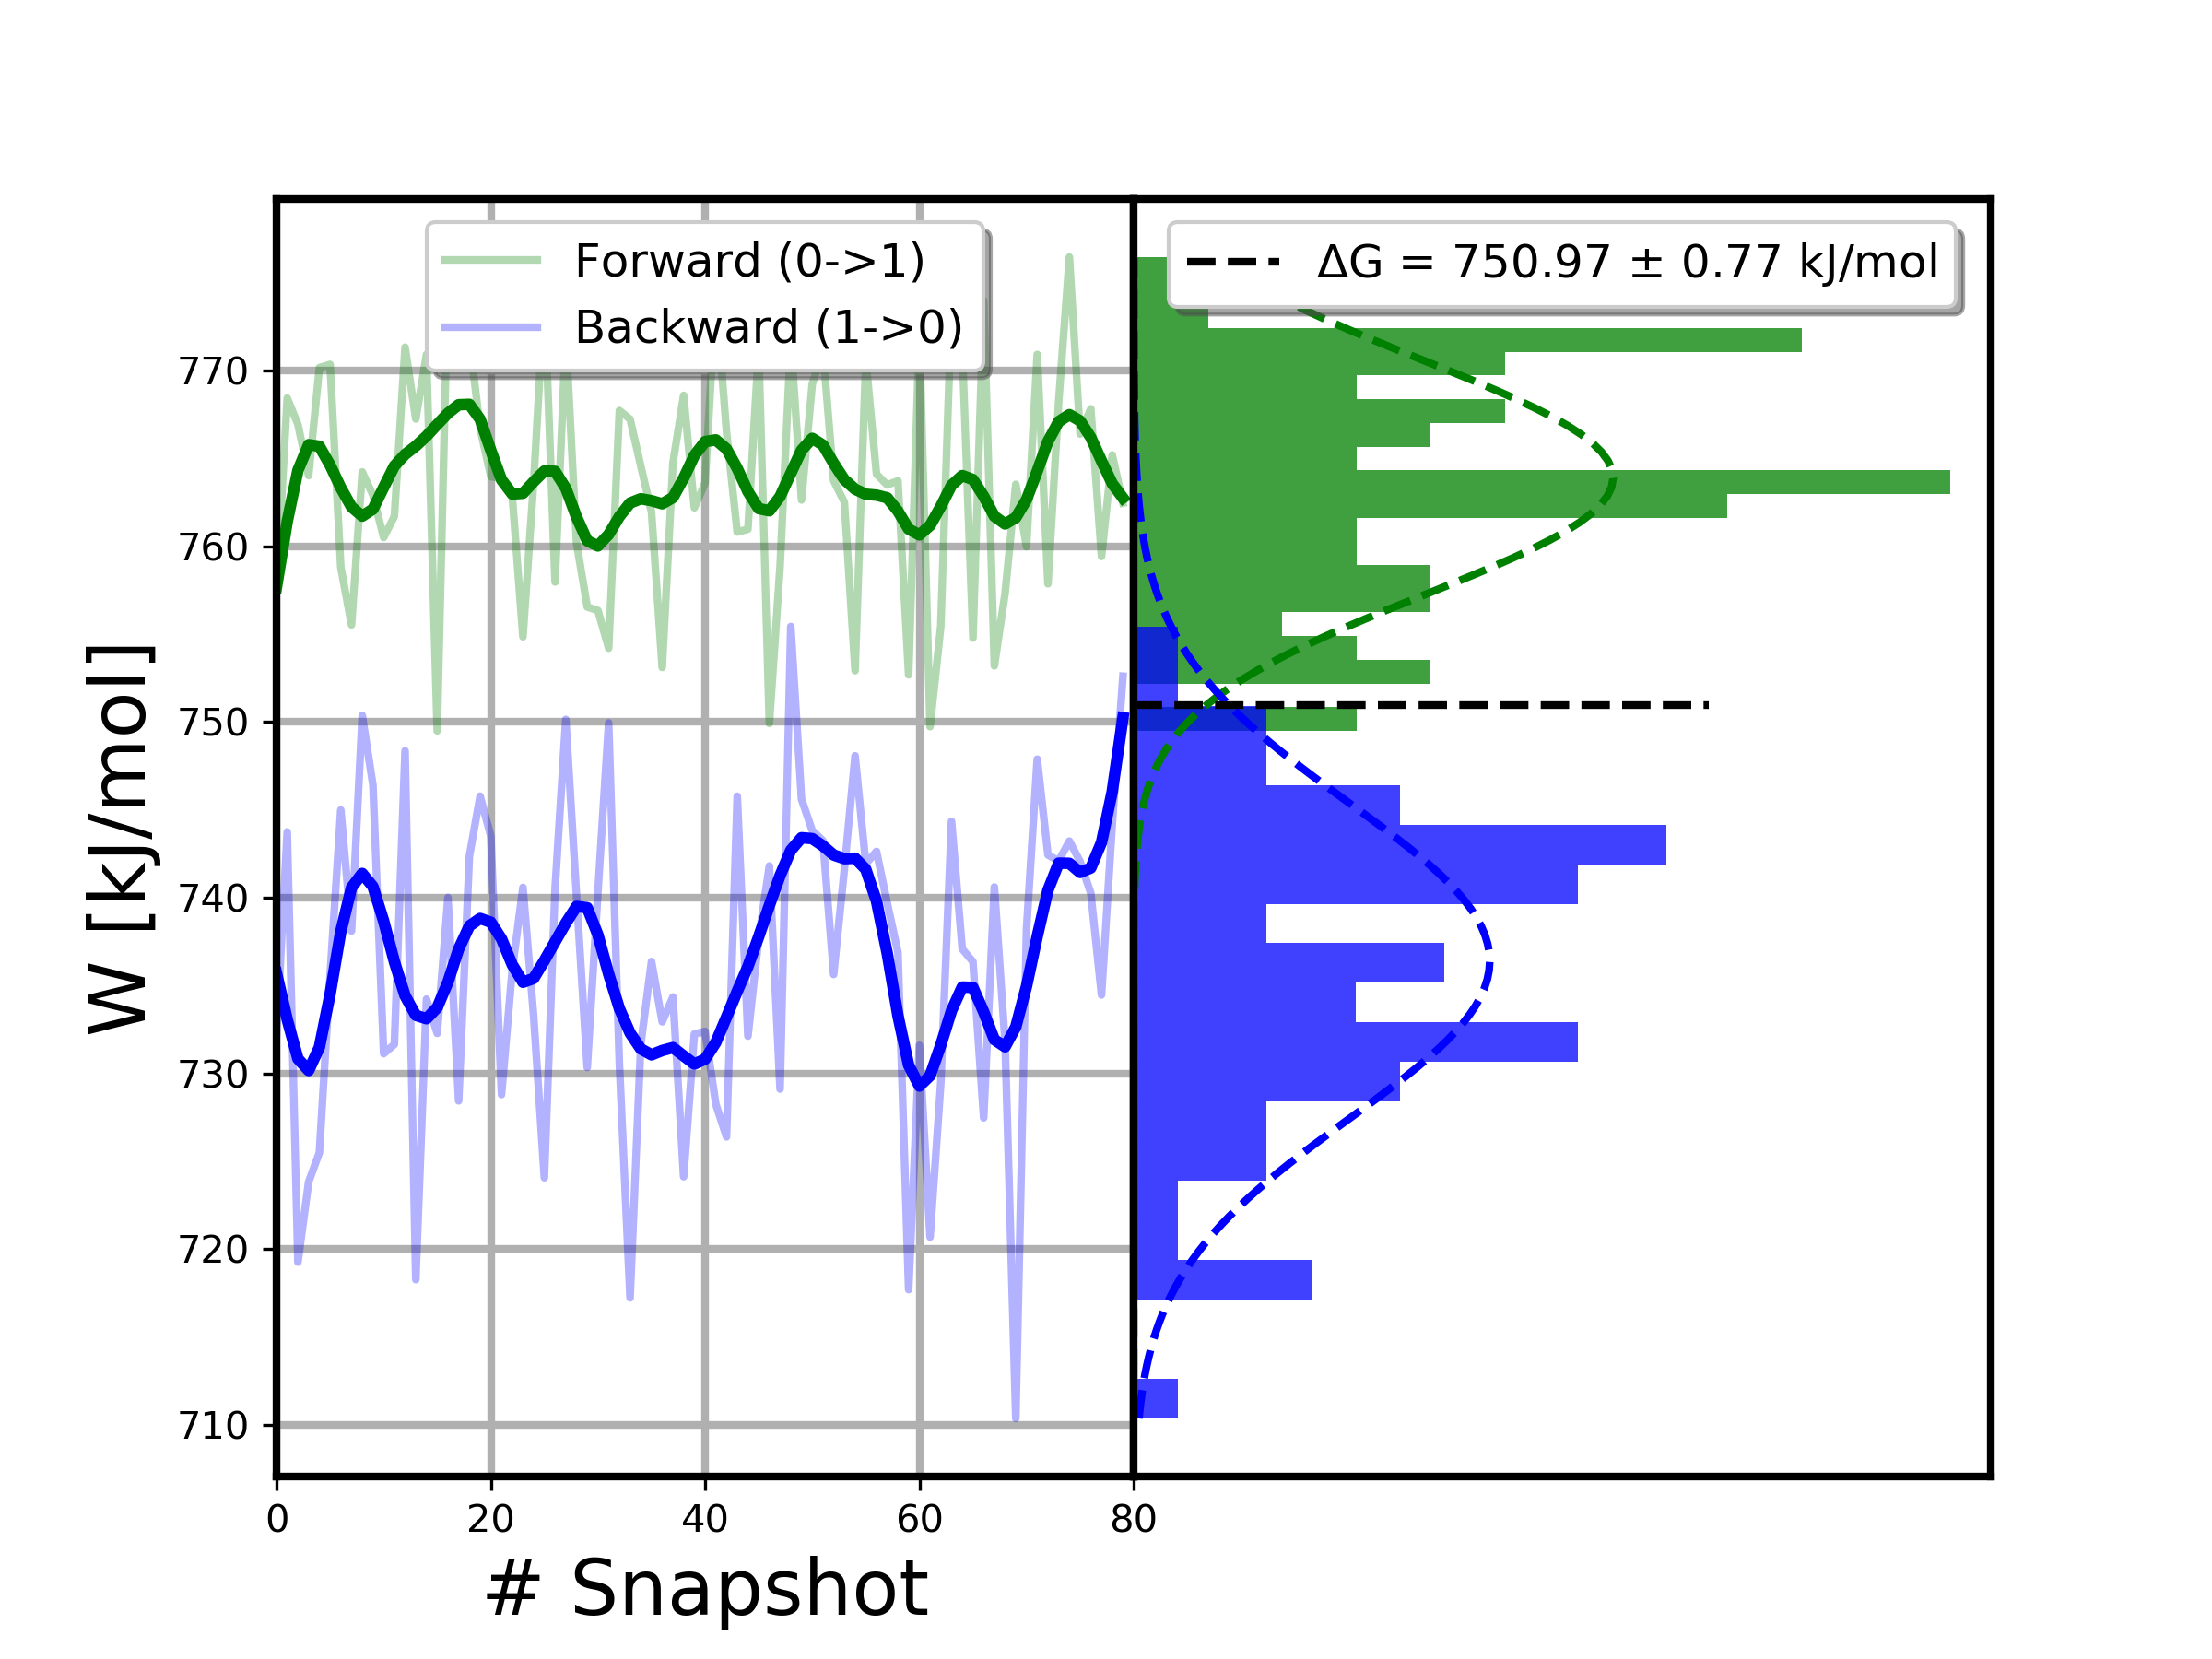 Forward (0->1)
Backward (1->0)
ΔG = 750.97 ± 0.77 kJ/mol
W [kJ/mol]
770
760
750
740
730
720
710
0 20 40 60 80
# Snapshot